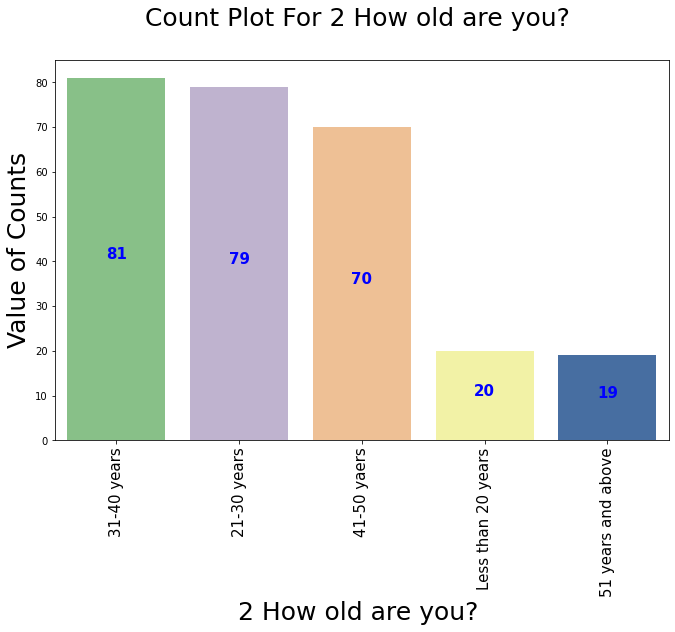 Count Plot For 2 How old are you?
Value of Counts
80
70
60
50
40
30
20
10
0
81
79
70
20
19
31-40 years
21-30 years
41-50 yaers
Less than 20 years
51 years and above
2 How old are you?